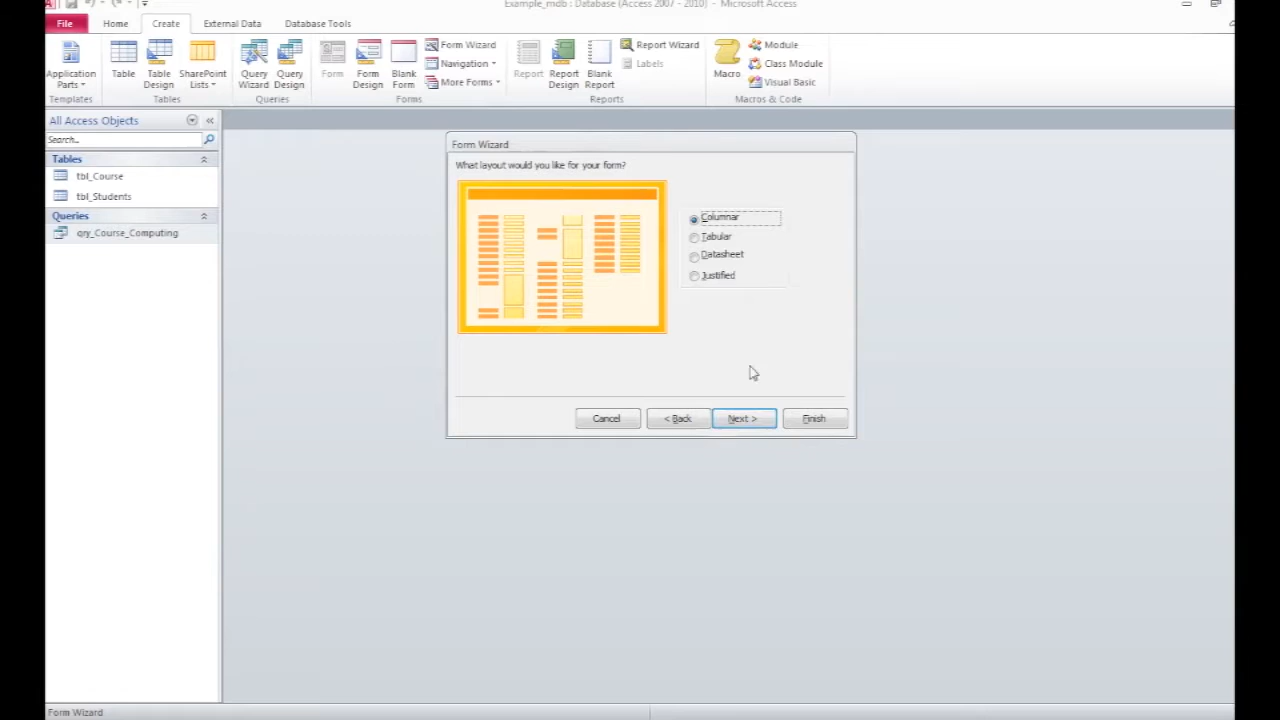 Example_mdb : Database (Access 2007 - 2010) - Microsoft Access
File Home Create External Data Database Tools
Application Parts
Table
Table Design
SharePoint Lists
Query Wizard
Query Design
Form
Form Design
Blank Form
Form Wizard
Navigation
More Forms
Report
Report Design
Blank Report
Report Wizard
Labels
Macro
Module
Class Module
Visual Basic
Templates Tables Queries Forms Reports Macros & Code
All Access Objects
Search...
Tables
tbl_Course
tbl_Students
Queries
qry_Course_Computing
Form Wizard
What layout would you like for your form?
Columnar
Tabular
Datasheet
Justified
Cancel < Back Next > Finish
Form Wizard